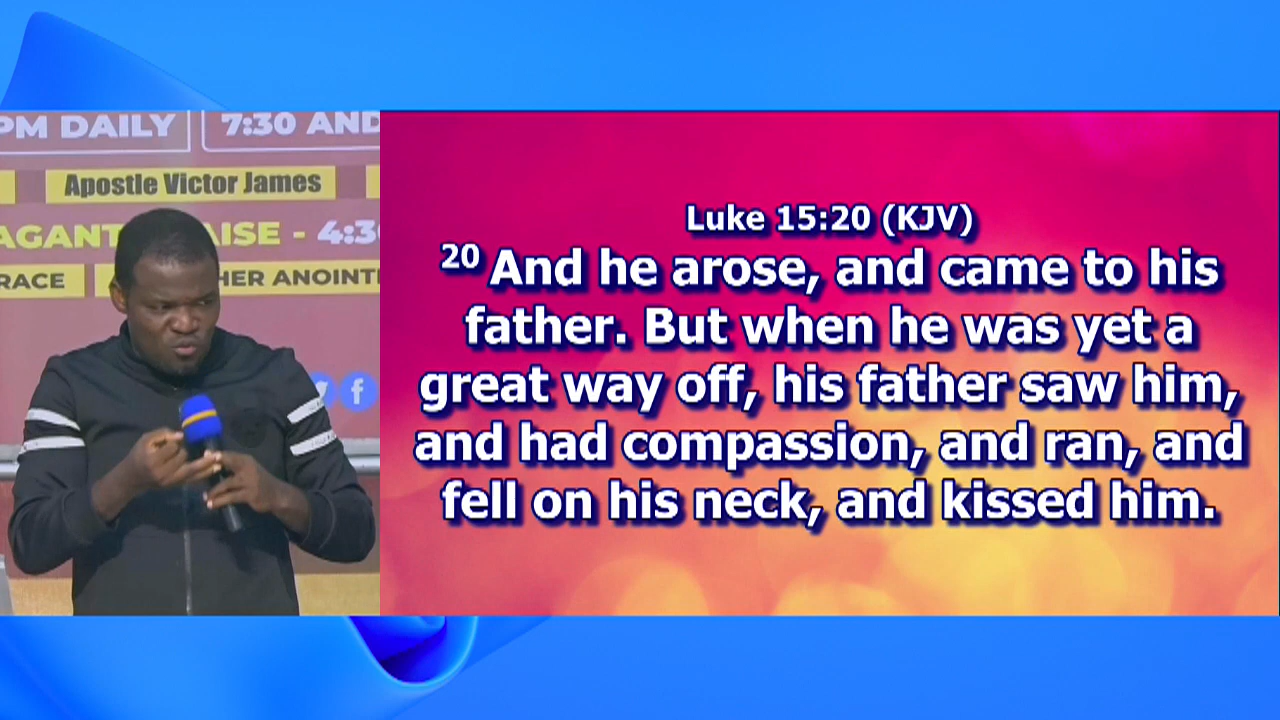 PM DAILY
7:30 AND
Apostle Victor James
AISE - 4:3
RACE
HER ANOINT
Luke 15:20 (KJV)
20 And he arose, and came to his
father. But when he was yet a
great way off, his father saw him,
and had compassion, and ran, and
fell on his neck, and kissed him.